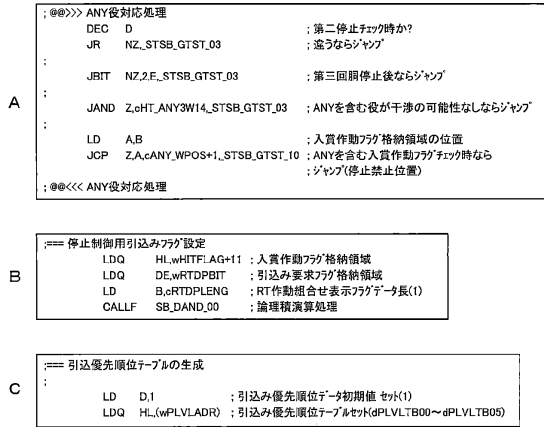 ; @@>>> ANY役対応処理
DEC D ; 第二停止ﾁｪｯｸ時か?
JR NZ,_STSB_GTST_03 ; 違うならｼﾞｬﾝﾌﾟ
;
JBIT NZ,2,E,_STSB_GTST_03 ; 第三回胴停止後ならｼﾞｬﾝﾌﾟ
;
JAND Z,cHT_ANY3W14,_STSB_GTST_03 ; ANYを含む役が干渉の可能性なしならｼﾞｬﾝﾌﾟ
;
LD A,B ; 入賞作動ﾌﾗｸﾞ格納領域の位置
JCP Z,A,cANY_WPOS+1,_STSB_GTST_10 ; ANYを含む入賞作動ﾌﾗｸﾞﾁｪｯｸ時なら
; ｼﾞｬﾝﾌﾟ(停止禁止位置)
; @@<<< ANY役対応処理
A
;=== 停止制御用引込みﾌﾗｸﾞ設定
LDQ HL,wHITFLAG+11 ; 入賞作動ﾌﾗｸﾞ格納領域
LDQ DE,wRTDPBIT ; 引込み要求ﾌﾗｸﾞ格納領域
LD B,cRTDPLENG ; RT作動組合せ表示ﾌﾗｸﾞﾃﾞｰﾀ長(1)
CALLF SB_DAND_00 ; 論理積演算処理
B
;=== 引込優先順位ﾃｰﾌﾞﾙの生成
;
LD D,1 ; 引込み優先順位ﾃﾞｰﾀ初期値 ｾｯﾄ(1)
LDQ HL,(wPLVLADR) ; 引込み優先順位ﾃｰﾌﾞﾙｾｯﾄ(dPLVLTB00～dPLVLTB05)
C